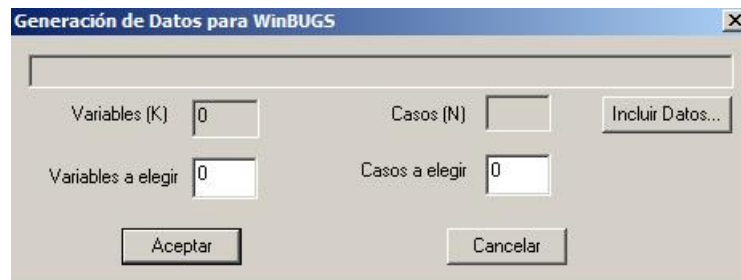 Generación de Datos para WinBUGS
Variables (K) 0 Casos (N) Incluir Datos...
Variables a elegir 0 Casos a elegir 0
Aceptar Cancelar